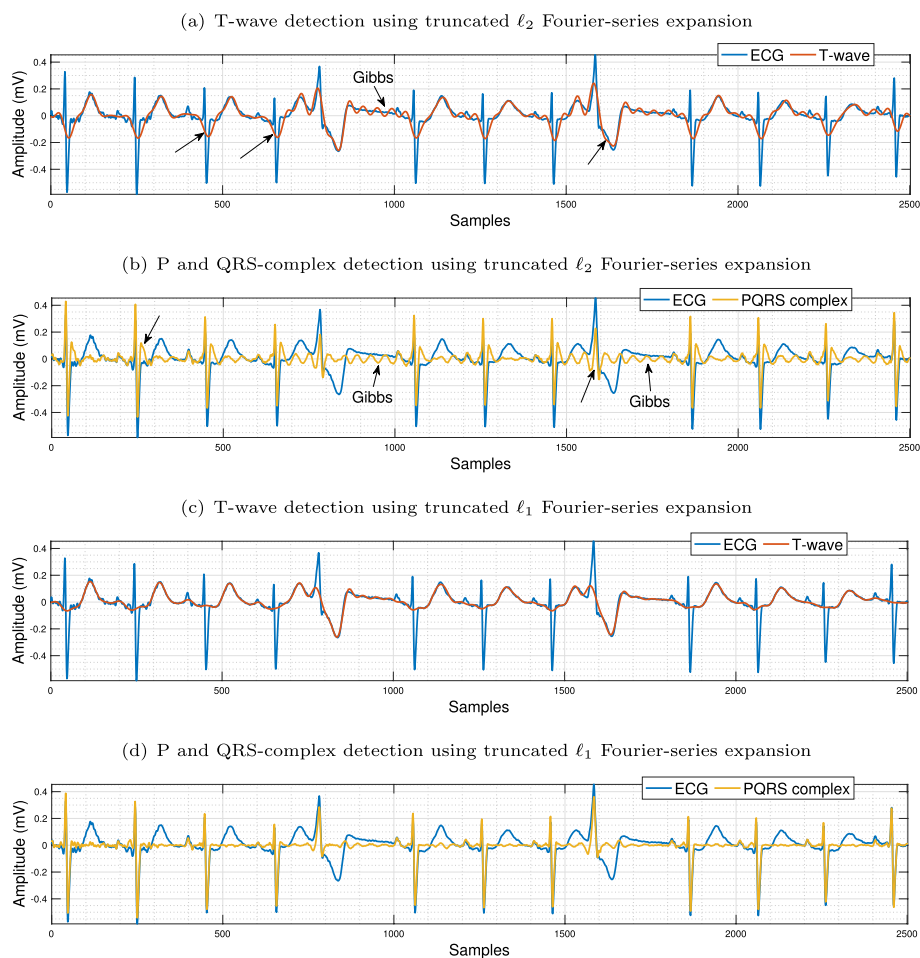 (a) T-wave detection using truncated ℓ2 Fourier-series expansion
ECG T-wave
Gibbs
Amplitude (mV)
0.4
0.2
0
-0.2
-0.4
0 500 1000 1500 2000 2500
Samples
(b) P and QRS-complex detection using truncated ℓ2 Fourier-series expansion
ECG PQRS complex
Gibbs
Gibbs
Amplitude (mV)
0.4
0.2
0
-0.2
-0.4
0 500 1000 1500 2000 2500
Samples
(c) T-wave detection using truncated ℓ1 Fourier-series expansion
ECG T-wave
Amplitude (mV)
0.4
0.2
0
-0.2
-0.4
0 500 1000 1500 2000 2500
Samples
(d) P and QRS-complex detection using truncated ℓ1 Fourier-series expansion
ECG PQRS complex
Amplitude (mV)
0.4
0.2
0
-0.2
-0.4
0 500 1000 1500 2000 2500
Samples